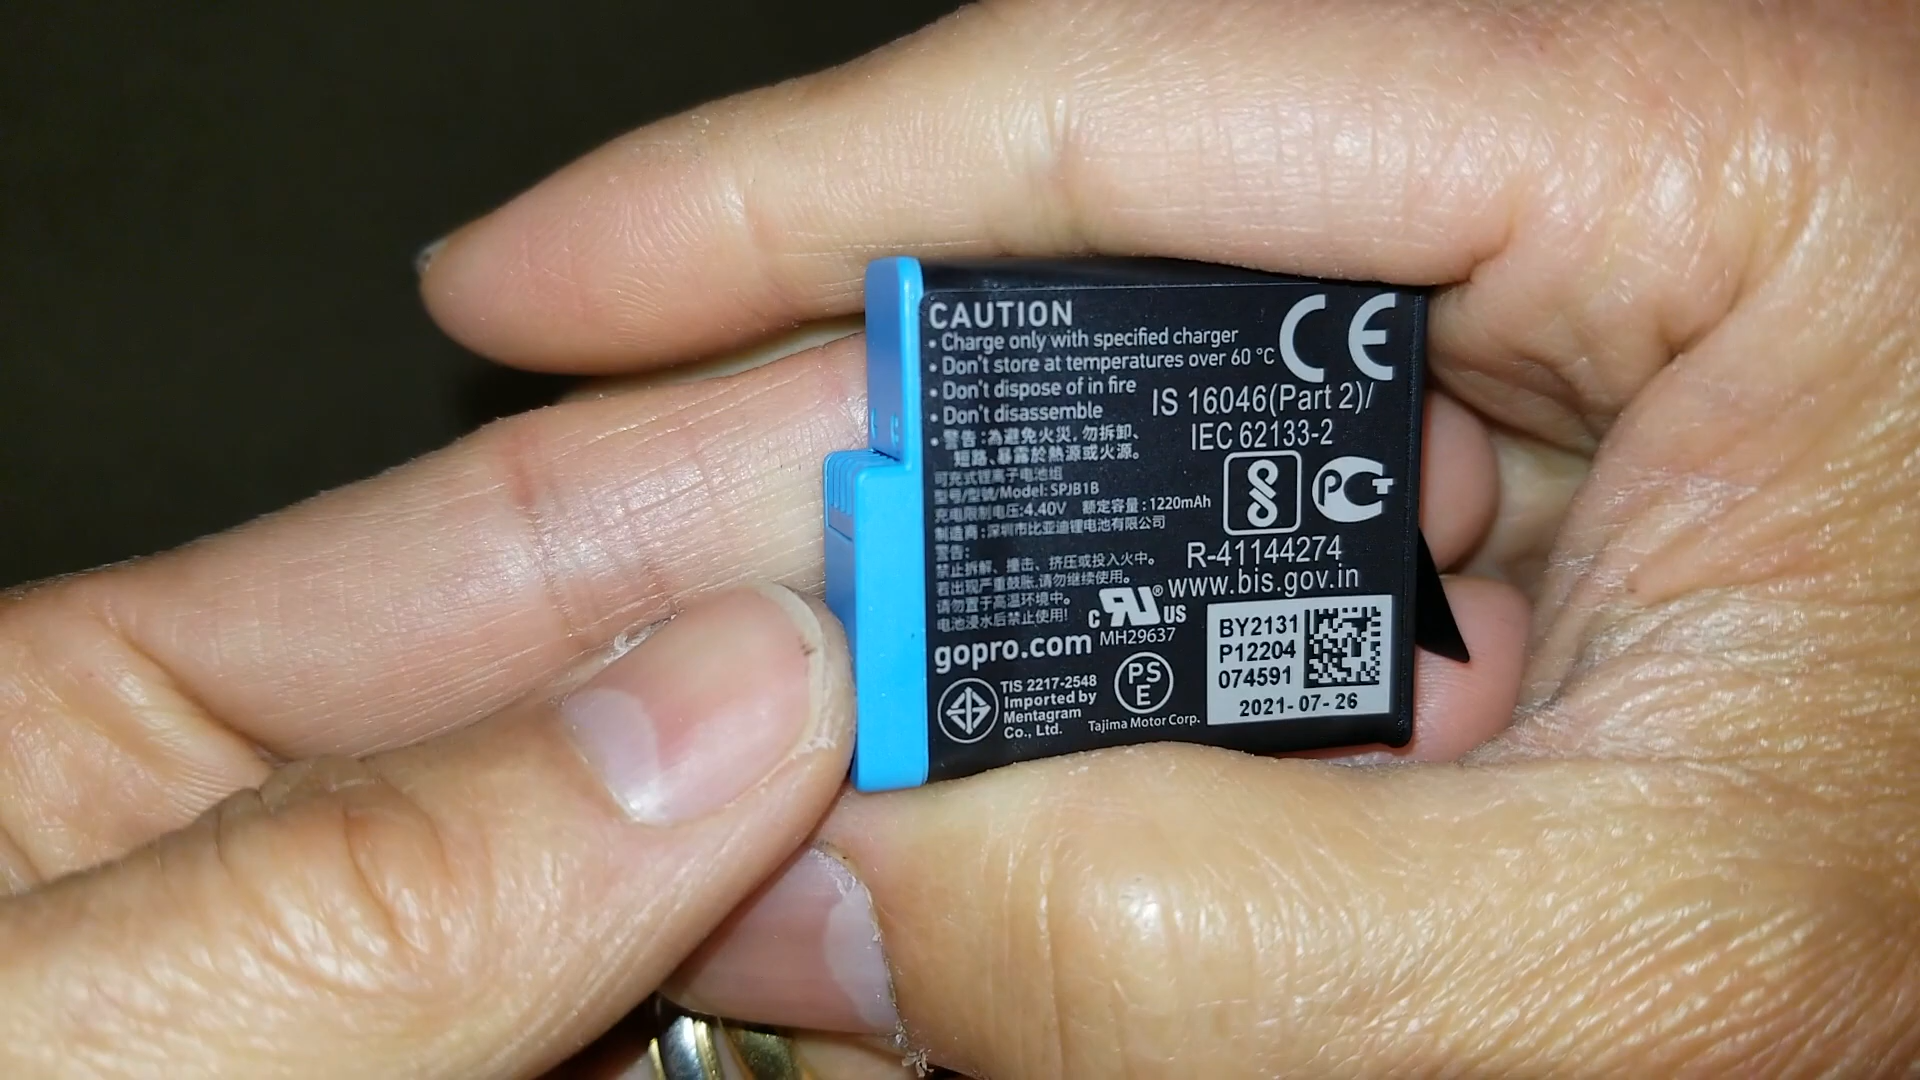 CAUTION
• Charge only with specified charger
• Don't store at temperatures over 60 °C
• Don't dispose of in fire
• Don't disassemble
• 警告:為避免火災,勿拆卸、
短路、暴露於熱源或火源。
可充式锂离子电池组
型号/型號/Model: SPJB1B
充电限制电压:4.40V 额定容量:1220mAh
制造商:深圳市比亚迪锂电池有限公司
警告:
禁止拆解、撞击、挤压或投入火中。
若出现严重鼓胀,请勿继续使用。
请勿置于高温环境中。
电池浸水后禁止使用!
CE
IS 16046(Part 2)/
IEC 62133-2
R-41144274
www.bis.gov.in
c RU® US
MH29637
gopro.com
TIS 2217-2548
Imported by
Mentagram
Co., Ltd.
PS
E
Tajima Motor Corp.
BY2131
P12204
074591
2021-07-26